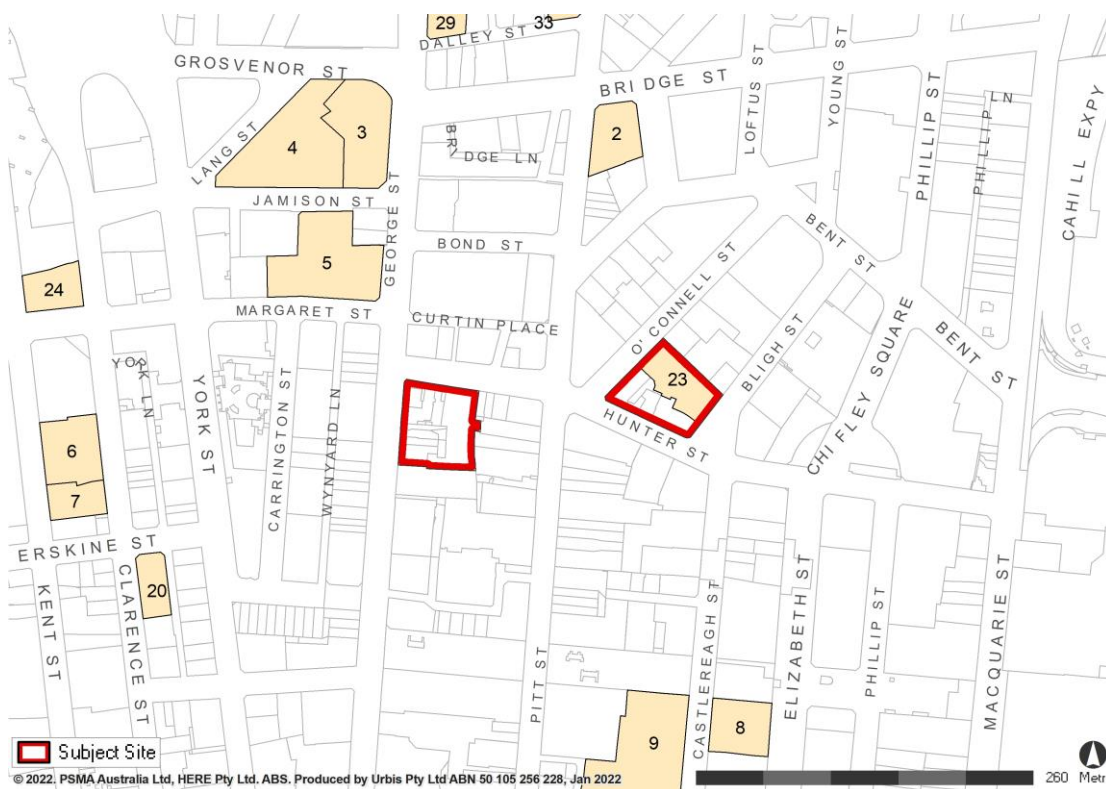 29
33
DALLEY ST
GROSVENOR ST
BRIDGE ST
LOFTUS ST
YOUNG ST
PHILLIP ST
PHILLIP LN
CAHILL EXPY
LANG ST
4
3
2
BRIDGE LN
JAMISON ST
GEORGE ST
BOND ST
BENT ST
5
24
MARGARET ST
CURTIN PLACE
O'CONNELL ST
BLIGH ST
CHIFLEY SQUARE
BENT ST
YORK LN
YORK ST
CARRINGTON ST
WYNYARD LN
23
HUNTER ST
6
7
ERSKINE ST
20
KENT ST
CLARENCE ST
PITT ST
CASTLEREAGH ST
ELIZABETH ST
PHILLIP ST
MACQUARIE ST
9
8
Subject Site
© 2022. PSMA Australia Ltd, HERE Pty Ltd. ABS. Produced by Urbis Pty Ltd ABN 50 105 256 228, Jan 2022
260 Metr